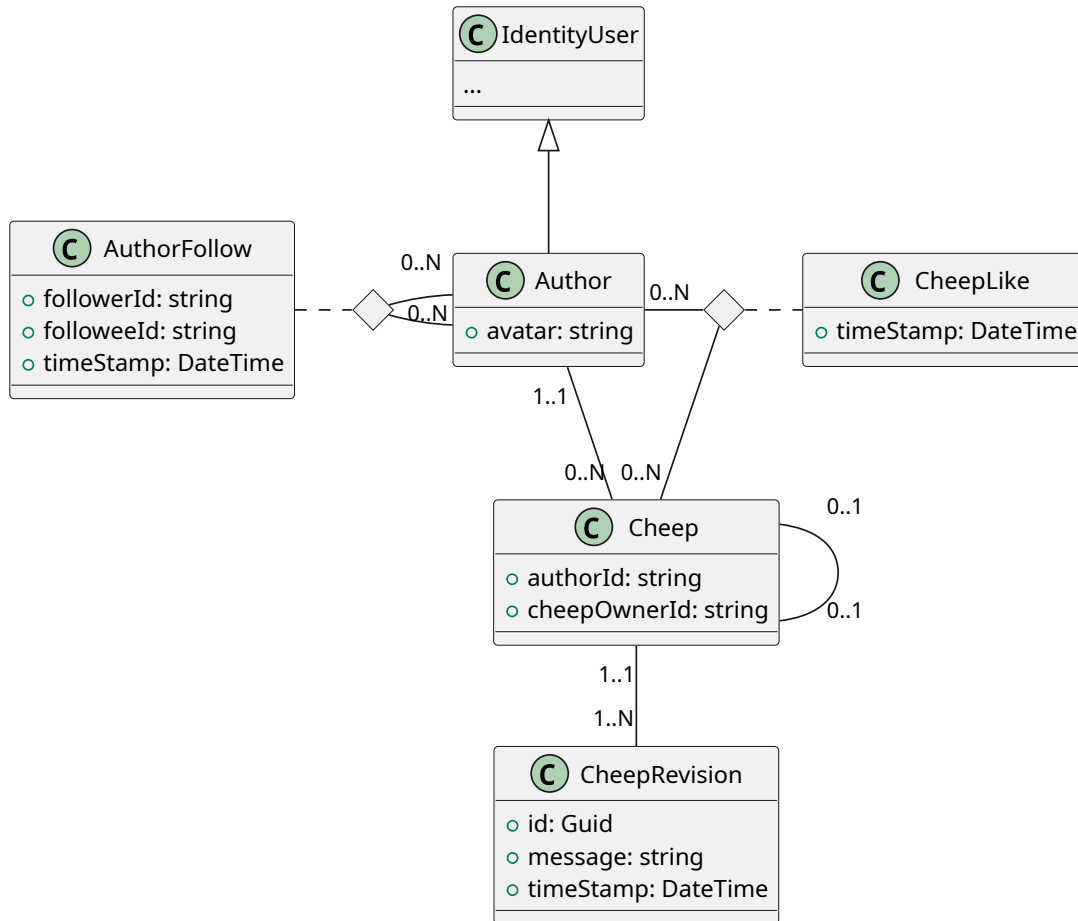 C IdentityUser
...
C AuthorFollow
followerId: string
followeeId: string
timeStamp: DateTime
0..N
0..N
C Author
avatar: string
0..N
C CheepLike
timeStamp: DateTime
1..1
0..N
0..N
C Cheep
authorId: string
cheepOwnerId: string
0..1
0..1
1..1
1..N
C CheepRevision
id: Guid
message: string
timeStamp: DateTime